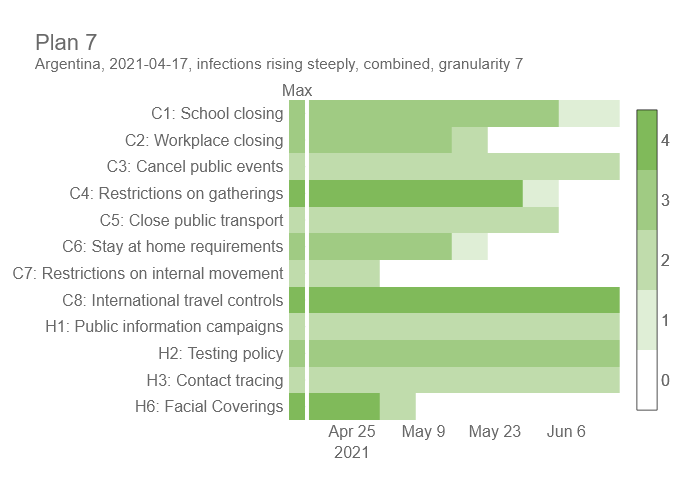 Plan 7
Argentina, 2021-04-17, infections rising steeply, combined, granularity 7
Max
C1: School closing
C2: Workplace closing
C3: Cancel public events
C4: Restrictions on gatherings
C5: Close public transport
C6: Stay at home requirements
C7: Restrictions on internal movement
C8: International travel controls
H1: Public information campaigns
H2: Testing policy
H3: Contact tracing
H6: Facial Coverings
4
3
2
1
0
Apr 25 May 9 May 23 Jun 6
2021